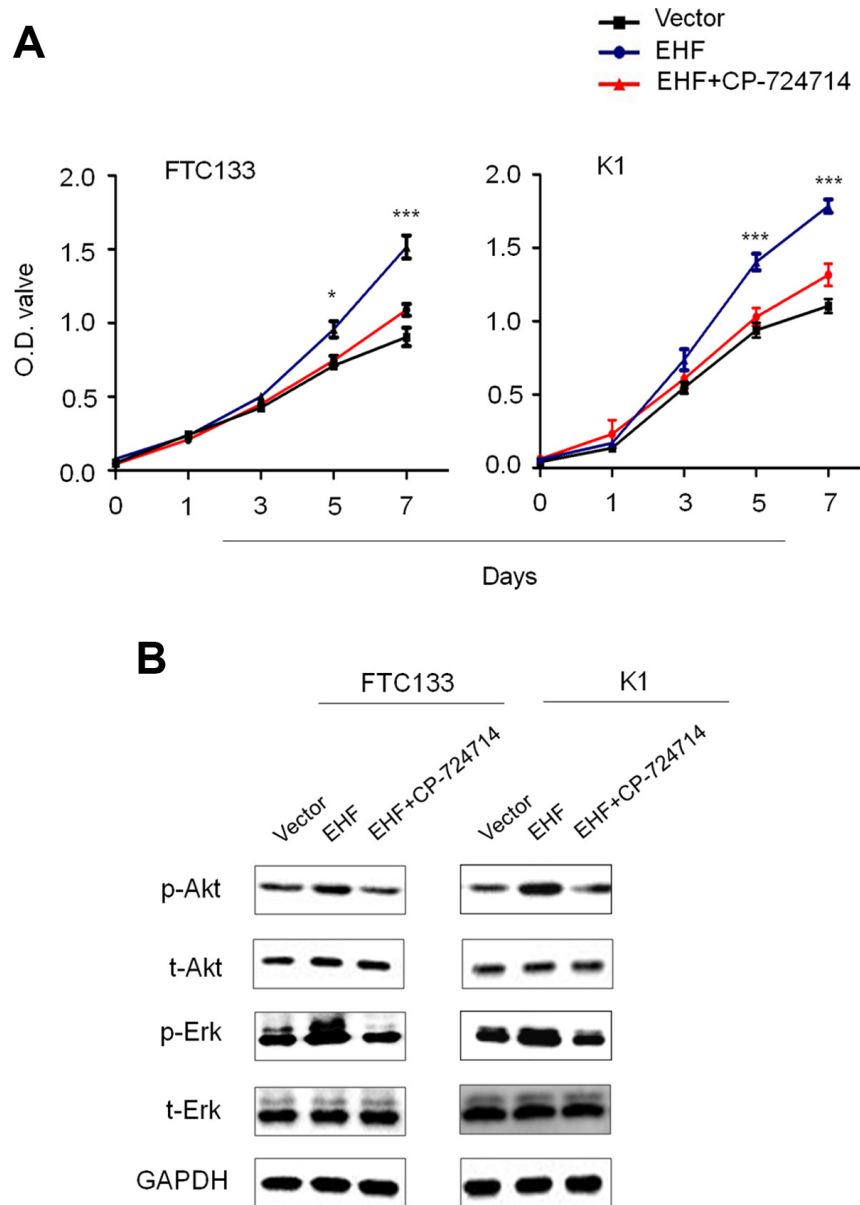 A
Vector
EHF
EHF+CP-724714
FTC133
K1
O.D. valve
2.0
1.5
1.0
0.5
0.0
0 1 3 5 7
* ***
2.0
1.5
1.0
0.5
0.0
0 1 3 5 7
*** ***
Days
B
FTC133 K1
Vector EHF EHF+CP-724714 Vector EHF EHF+CP-724714
p-Akt
t-Akt
p-Erk
t-Erk
GAPDH